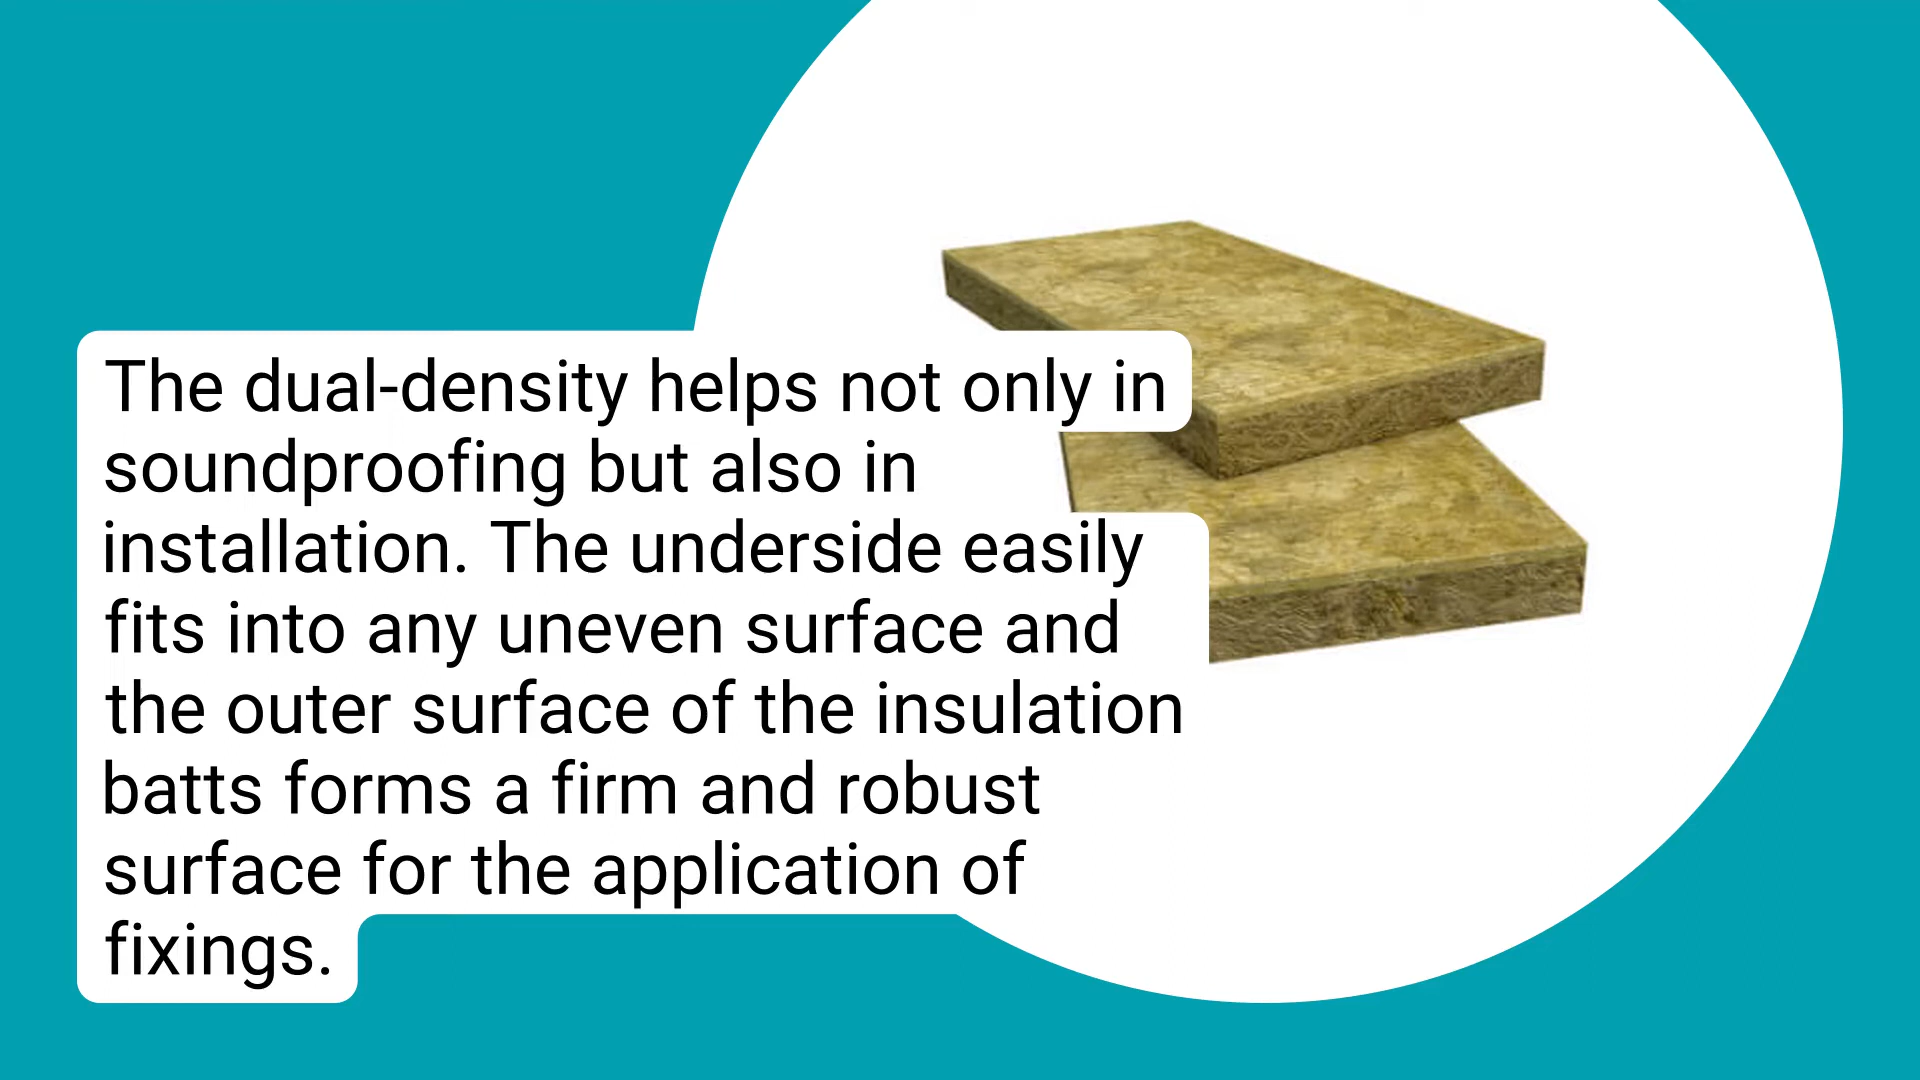 The dual-density helps not only in
soundproofing but also in
installation. The underside easily
fits into any uneven surface and
the outer surface of the insulation
batts forms a firm and robust
surface for the application of
fixings.